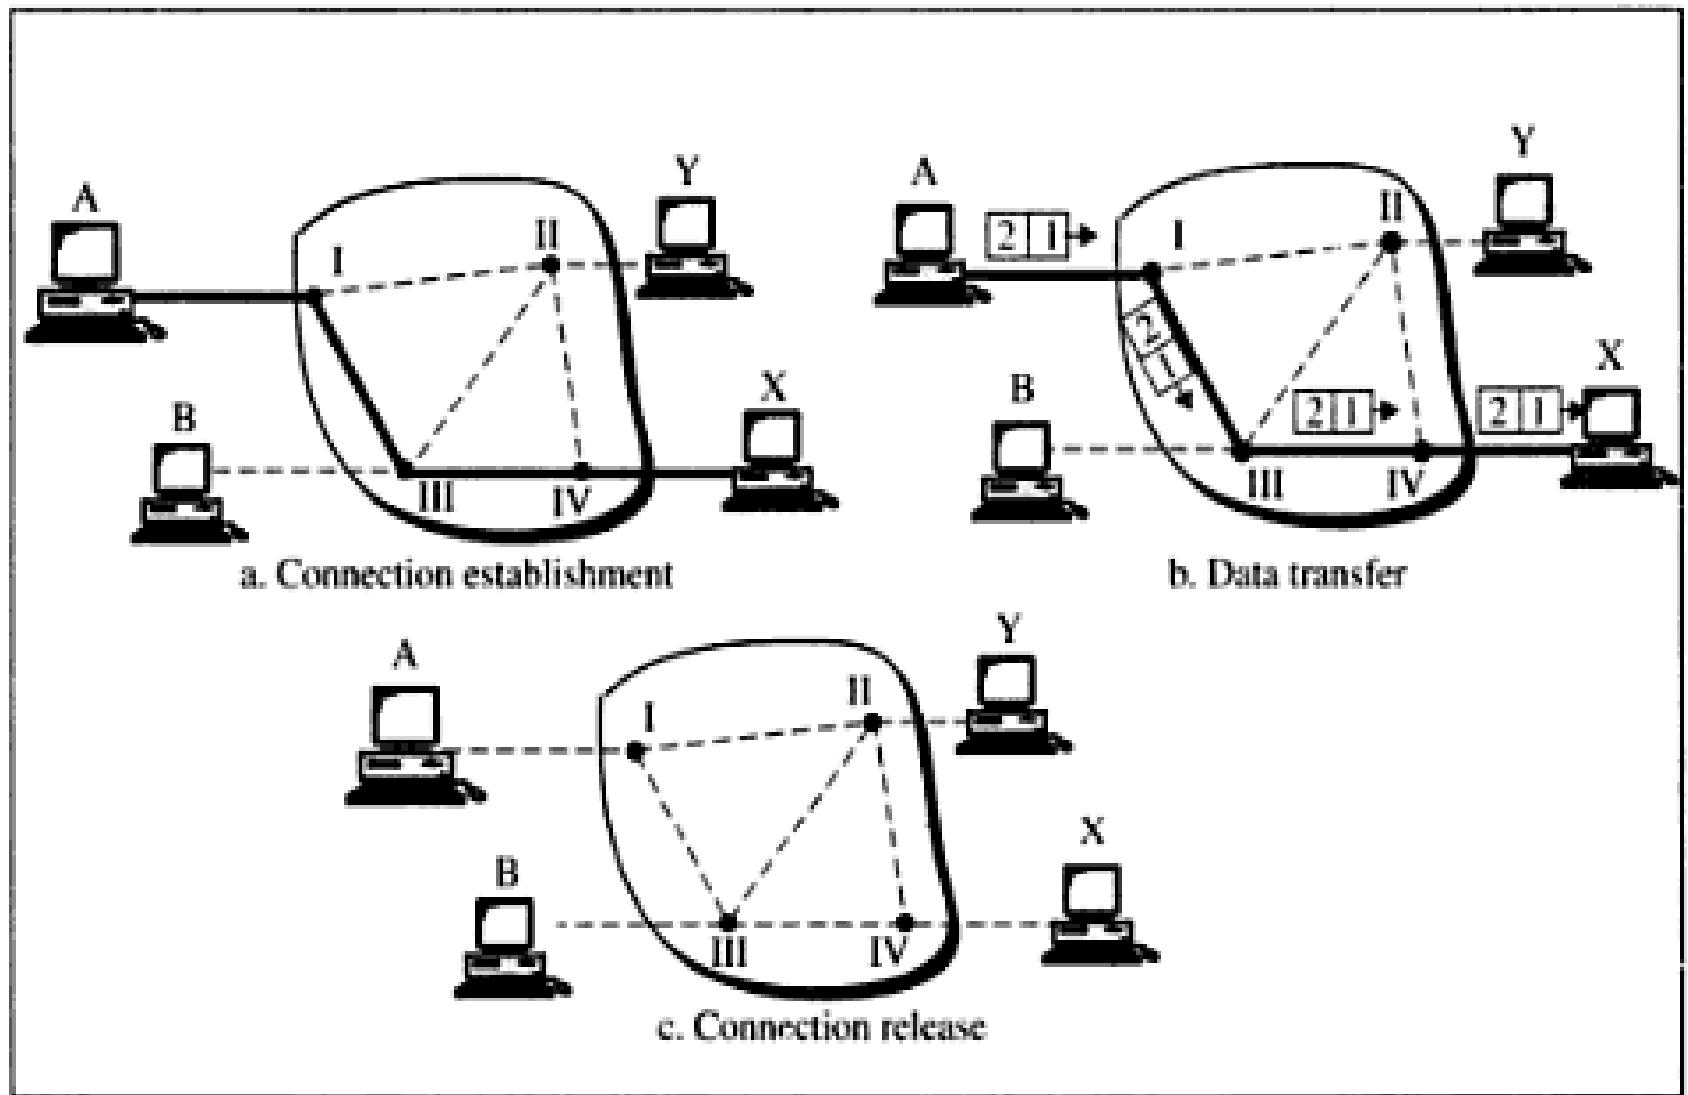 A
Y
I
II
B
X
III
IV
a. Connection establishment
A
2 1
Y
I
II
2 1
B
X
2 1
2 1
III
IV
b. Data transfer
A
Y
I
II
B
X
III
IV
c. Connection release